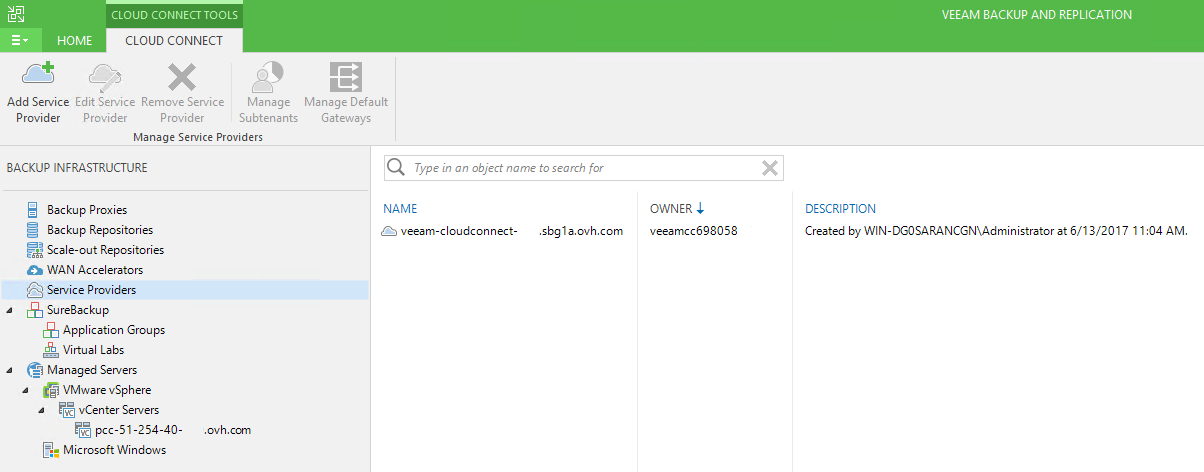 CLOUD CONNECT TOOLS
VEEAM BACKUP AND REPLICATION
HOME
CLOUD CONNECT
Add Service
Provider
Edit Service
Provider
Remove Service
Provider
Manage
Subtenants
Manage Default
Gateways
Manage Service Providers
BACKUP INFRASTRUCTURE
Backup Proxies
Backup Repositories
Scale-out Repositories
WAN Accelerators
Service Providers
SureBackup
Application Groups
Virtual Labs
Managed Servers
VMware vSphere
vCenter Servers
pcc-51-254-40- .ovh.com
Microsoft Windows
Type in an object name to search for
NAME OWNER DESCRIPTION
veeam-cloudconnect- .sbg1a.ovh.com veeamcc698058 Created by WIN-DG0SARANCGN\Administrator at 6/13/2017 11:04 AM.